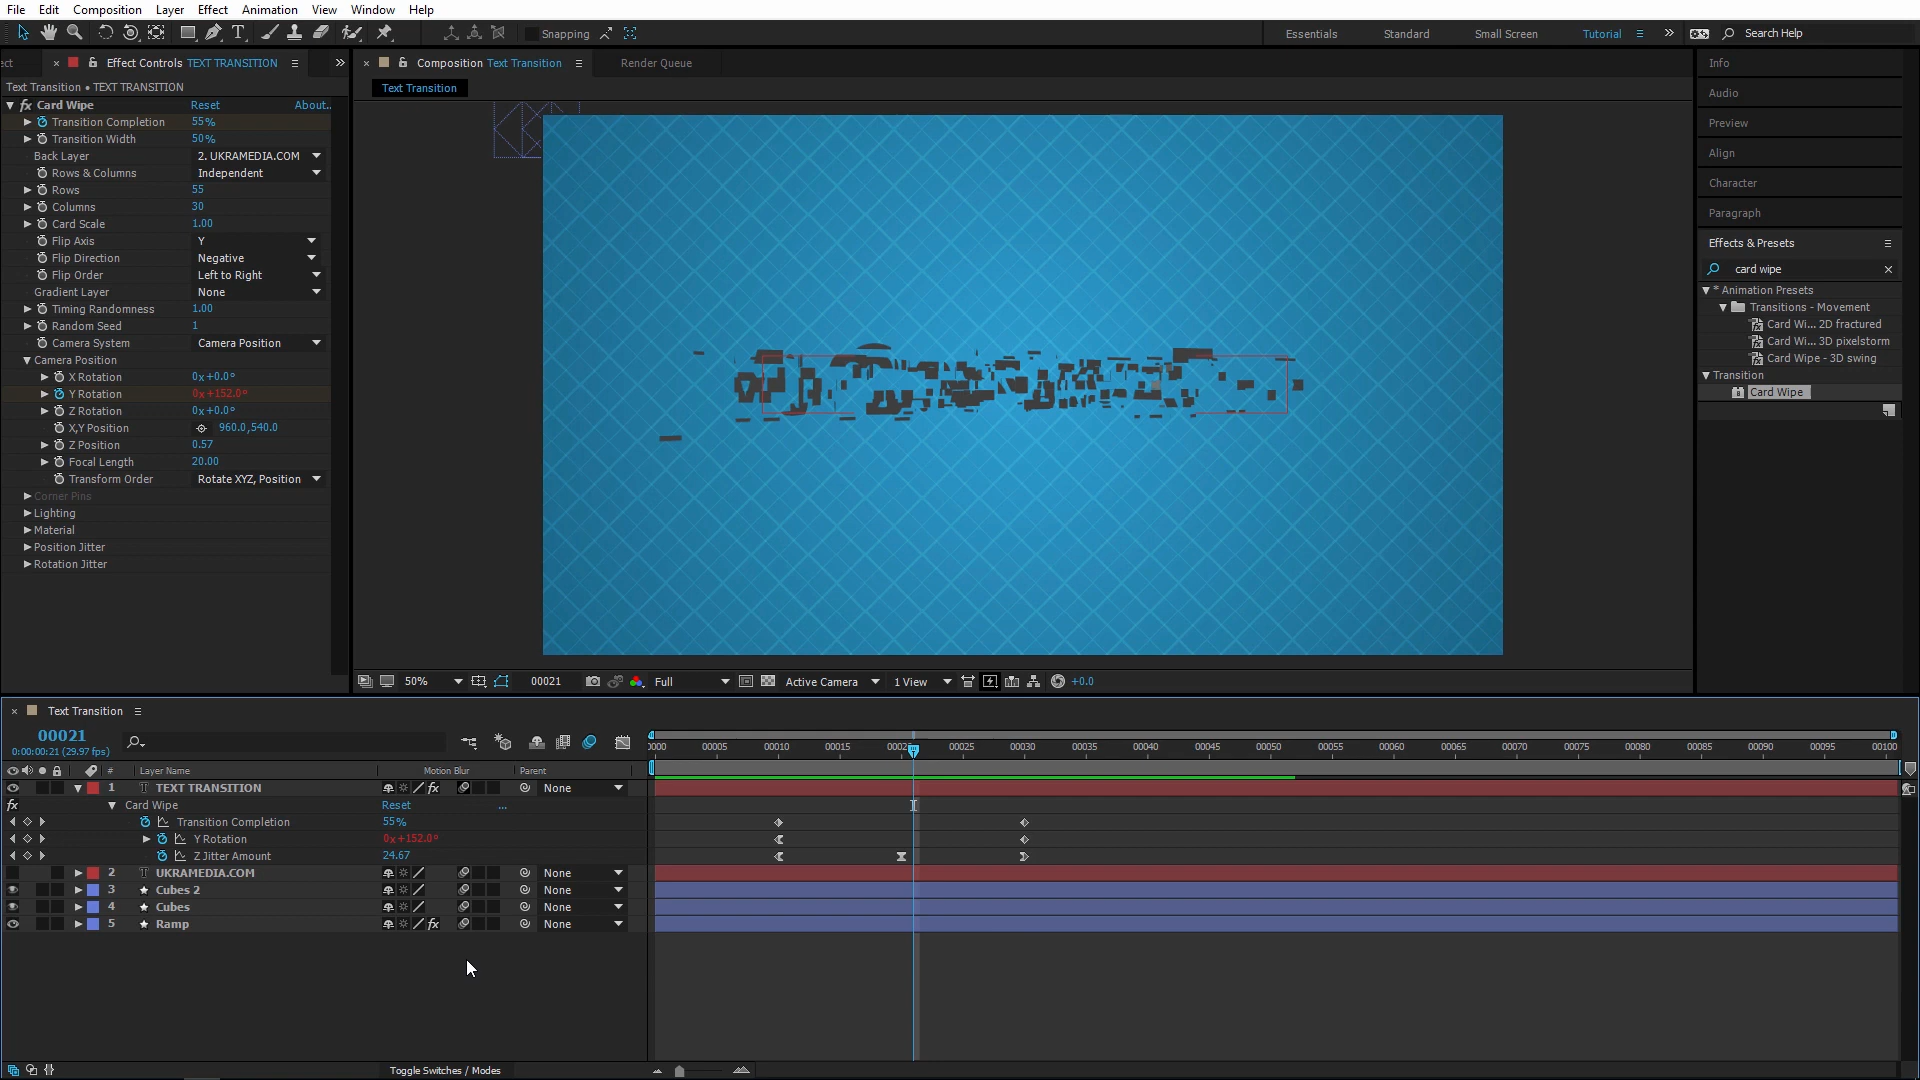 File Edit Composition Layer Effect Animation View Window Help
Snapping Essentials Standard Small Screen Tutorial Search Help
Effect Controls TEXT TRANSITION
Text Transition • TEXT TRANSITION
Card Wipe Reset About..
Transition Completion 55%
Transition Width 50%
Back Layer 2. UKRAMEDIA.COM
Rows & Columns Independent
Rows 55
Columns 30
Card Scale 1.00
Flip Axis Y
Flip Direction Negative
Flip Order Left to Right
Gradient Layer None
Timing Randomness 1.00
Random Seed 1
Camera System Camera Position
Camera Position
X Rotation 0x+0.0°
Y Rotation 0x+152.0°
Z Rotation 0x+0.0°
X,Y Position 960.0,540.0
Z Position 0.57
Focal Length 20.00
Transform Order Rotate XYZ, Position
Corner Pins
Lighting
Material
Position Jitter
Rotation Jitter
Composition Text Transition Render Queue
Text Transition
50% 00021 Full Active Camera 1 View +0.0
Info
Audio
Preview
Align
Character
Paragraph
Effects & Presets
card wipe
* Animation Presets
Transitions - Movement
Card Wi... 2D fractured
Card Wi... 3D pixelstorm
Card Wipe - 3D swing
Transition
Card Wipe
Text Transition
00021
0:00:00:21 (29.97 fps)
0000 00005 00010 00015 0002 00025 00030 00035 00040 00045 00050 00055 00060 00065 00070 00075 00080 00085 00090 00095 00100
# Layer Name Motion Blur Parent
1 TEXT TRANSITION fx None
fx Card Wipe Reset ...
Transition Completion 55%
Y Rotation 0x+152.0°
Z Jitter Amount 24.67
2 UKRAMEDIA.COM None
3 Cubes 2 None
4 Cubes None
5 Ramp fx None
Toggle Switches / Modes